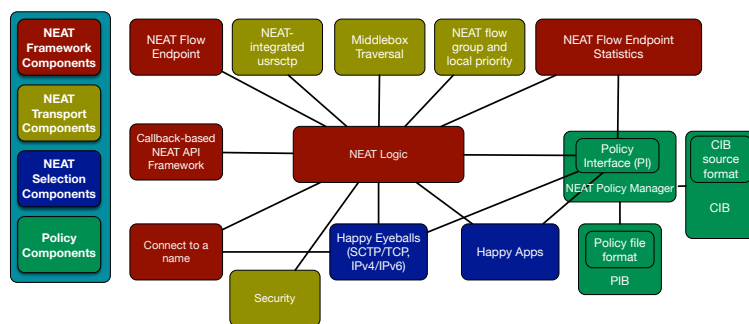 NEAT
Framework
Components
NEAT
Transport
Components
NEAT
Selection
Components
Policy
Components
NEAT Flow
Endpoint
NEAT-
integrated
usrsctp
Middlebox
Traversal
NEAT flow
group and
local priority
NEAT Flow Endpoint
Statistics
Callback-based
NEAT API
Framework
NEAT Logic
Policy
Interface (PI)
NEAT Policy Manager
CIB
source
format
CIB
Connect to a
name
Happy Eyeballs
(SCTP/TCP,
IPv4/IPv6)
Happy Apps
Policy file
format
PIB
Security